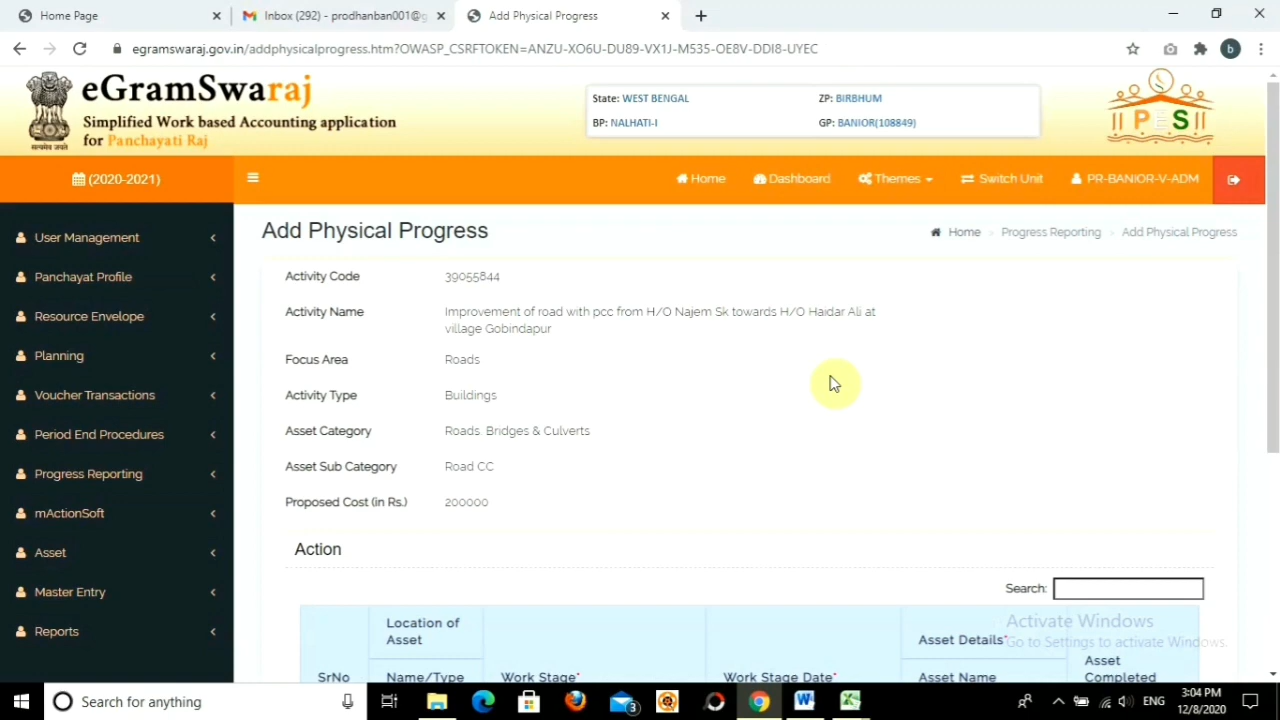 Home Page
Inbox (292) - prodhanban001@g
Add Physical Progress
egramswaraj.gov.in/addphysicalprogress.htm?OWASP_CSRFTOKEN=ANZU-XO6U-DU89-VX1J-M535-OE8V-DDI8-UYEC
b
सत्यमेव जयते
eGramSwaraj
Simplified Work based Accounting application
for Panchayati Raj
State: WEST BENGAL ZP: BIRBHUM
BP: NALHATI-I GP: BANIOR(108849)
PES
(2020-2021)
Home
Dashboard
Themes
Switch Unit
PR-BANIOR-V-ADM
User Management
Panchayat Profile
Resource Envelope
Planning
Voucher Transactions
Period End Procedures
Progress Reporting
mActionSoft
Asset
Master Entry
Reports
Add Physical Progress
Home > Progress Reporting > Add Physical Progress
Activity Code 39055844
Activity Name Improvement of road with pcc from H/O Najem Sk towards H/O Haidar Ali at
village Gobindapur
Focus Area Roads
Activity Type Buildings
Asset Category Roads, Bridges & Culverts
Asset Sub Category Road CC
Proposed Cost (in Rs.) 200000
Action
Search:
Location of
Asset
Asset Details*
SrNo Name/Type Work Stage* Work Stage Date* Asset Name
Asset
Completed
Activate Windows
Go to Settings to activate Windows.
Search for anything
3
ENG
3:04 PM
12/8/2020